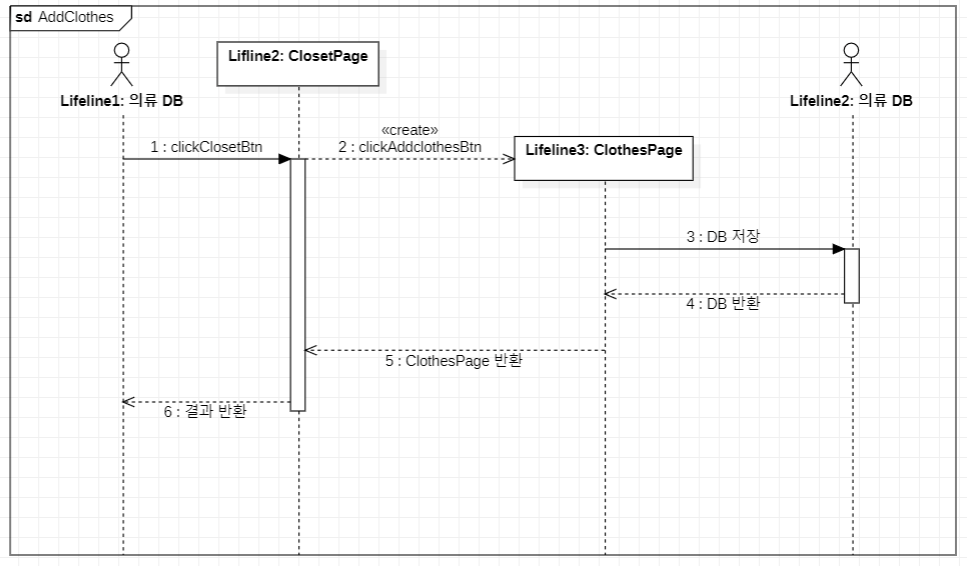 sd AddClothes
Lifline2: ClosetPage
Lifeline1: 의류 DB
Lifeline2: 의류 DB
«create»
1 : clickClosetBtn
2 : clickAddclothesBtn
Lifeline3: ClothesPage
3 : DB 저장
4 : DB 반환
5 : ClothesPage 반환
6 : 결과 반환